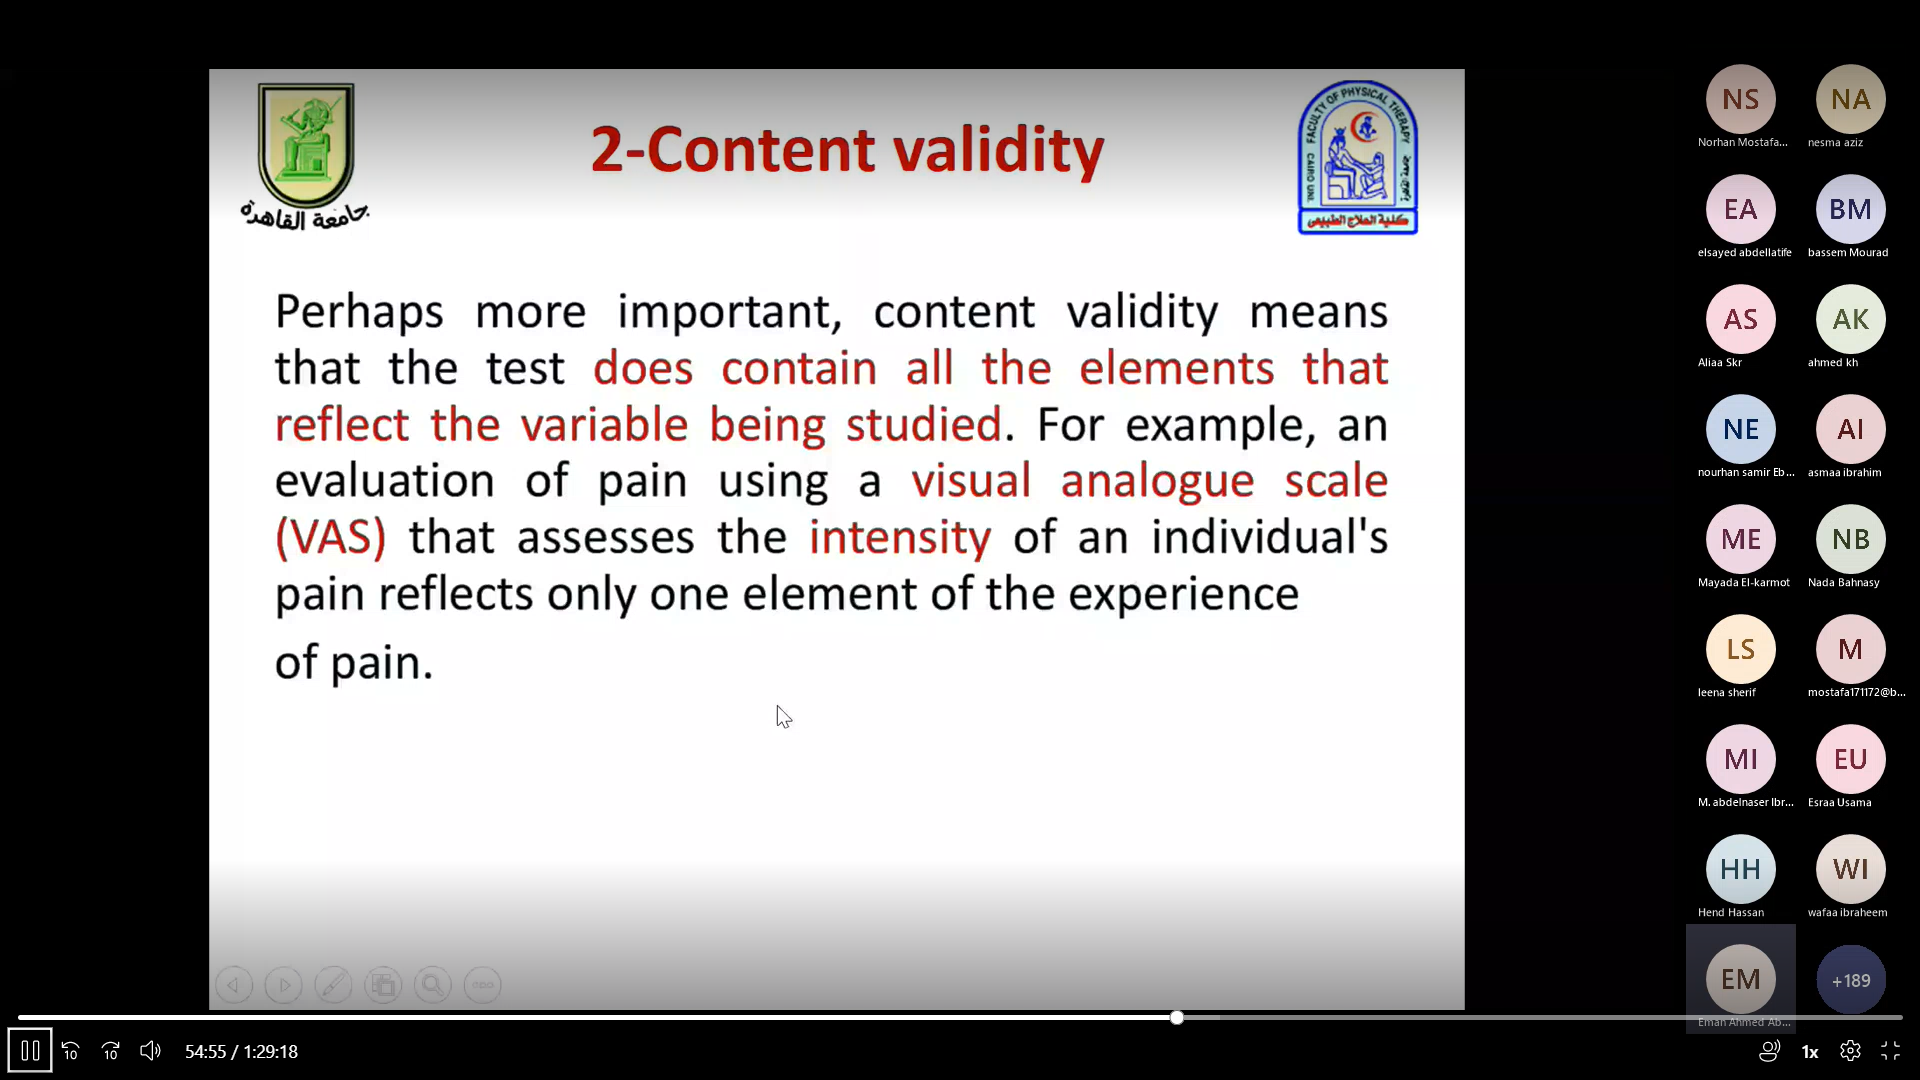 جامعة القاهرة
2-Content validity
FACULTY OF PHYSICAL THERAPY
CAIRO UNI.
جامعة القاهرة
كلية العلاج الطبيعي
Perhaps more important, content validity means
that the test does contain all the elements that
reflect the variable being studied. For example, an
evaluation of pain using a visual analogue scale
(VAS) that assesses the intensity of an individual's
pain reflects only one element of the experience
of pain.
NS
NA
Norhan Mostafa...
nesma aziz
EA
BM
elsayed abdellatife
bassem Mourad
AS
AK
Aliaa Skr
ahmed kh
NE
AI
nourhan samir Eb...
asmaa ibrahim
ME
NB
Mayada El-karmot
Nada Bahnasy
LS
M
leena sherif
mostafa171172@b...
MI
EU
M. abdelnaser Ibr...
Esraa Usama
HH
WI
Hend Hassan
wafaa ibraheem
EM
+189
Eman Ahmed Ab...
10
10
54:55 / 1:29:18
1x